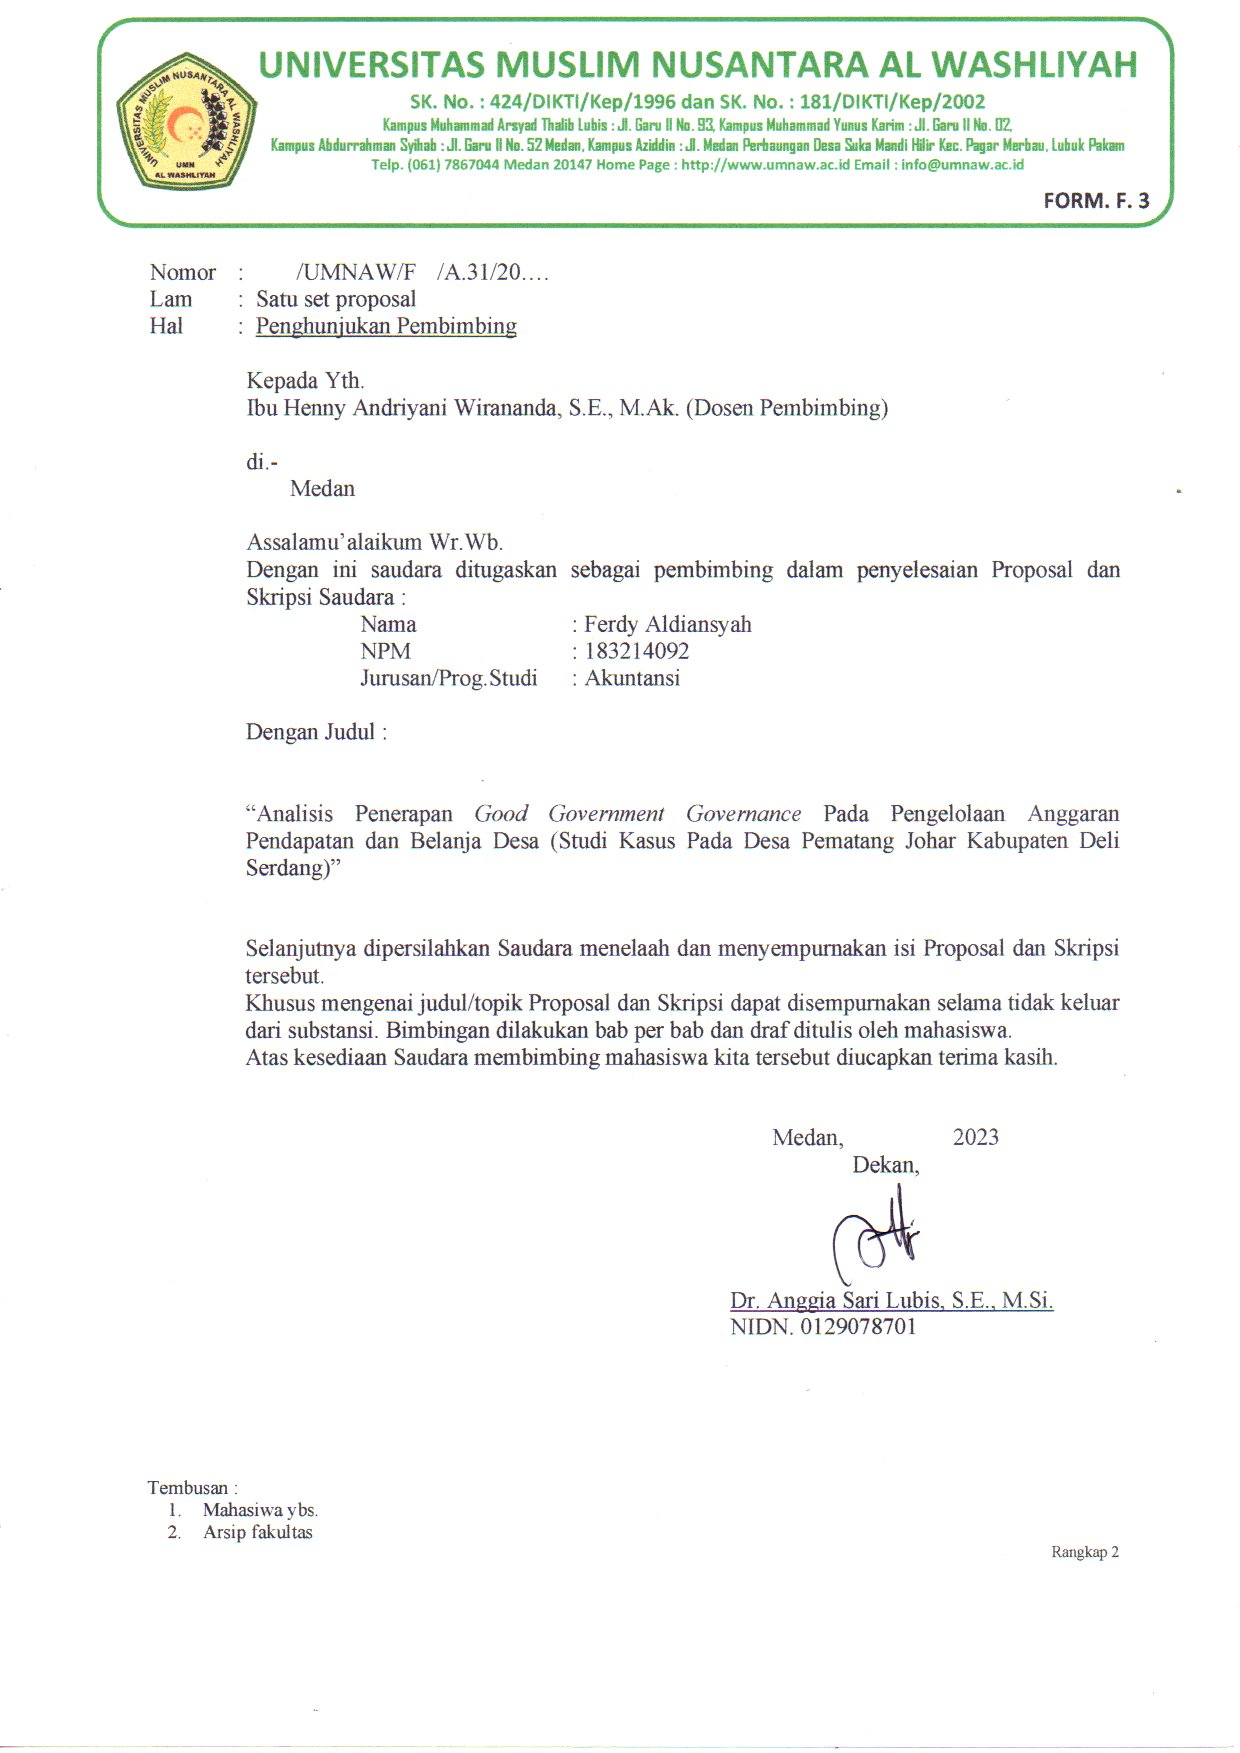 UNIVERSITAS MUSLIM NUSANTARA AL WASHLIYAH
SK. No. : 424/DIKTI/Kep/1996 dan SK. No. : 181/DIKTI/Kep/2002
Kampus Muhammad Arsyad Thalib Lubis : Jl. Garu II No. 93, Kampus Muhammad Yunus Karim : Jl. Garu II No. 02,
Kampus Abdurrahman Syihab : Jl. Garu II No. 52 Medan, Kampus Aziddin : Jl. Medan Perbaungan Desa Suka Mandi Hilir Kec. Pagar Merbau, Lubuk Pakam
Telp. (061) 7867044 Medan 20147 Home Page : http://www.umnaw.ac.id Email : info@umnaw.ac.id
UNIVERSITAS MUSLIM NUSANTARA AL WASHLIYAH
UMN
AL WASHLIYAH
FORM. F. 3
Nomor : /UMNAW/F /A.31/20....
Lam : Satu set proposal
Hal : Penghunjukan Pembimbing
Kepada Yth.
Ibu Henny Andriyani Wirananda, S.E., M.Ak. (Dosen Pembimbing)
di.-
Medan
Assalamu’alaikum Wr.Wb.
Dengan ini saudara ditugaskan sebagai pembimbing dalam penyelesaian Proposal dan
Skripsi Saudara :
Nama : Ferdy Aldiansyah
NPM : 183214092
Jurusan/Prog.Studi : Akuntansi
Dengan Judul :
“Analisis Penerapan Good Government Governance Pada Pengelolaan Anggaran
Pendapatan dan Belanja Desa (Studi Kasus Pada Desa Pematang Johar Kabupaten Deli
Serdang)”
Selanjutnya dipersilahkan Saudara menelaah dan menyempurnakan isi Proposal dan Skripsi
tersebut.
Khusus mengenai judul/topik Proposal dan Skripsi dapat disempurnakan selama tidak keluar
dari substansi. Bimbingan dilakukan bab per bab dan draf ditulis oleh mahasiswa.
Atas kesediaan Saudara membimbing mahasiswa kita tersebut diucapkan terima kasih.
Medan, 2023
Dekan,
Dr. Anggia Sari Lubis, S.E., M.Si.
NIDN. 0129078701
Tembusan :
1. Mahasiwa ybs.
2. Arsip fakultas
Rangkap 2